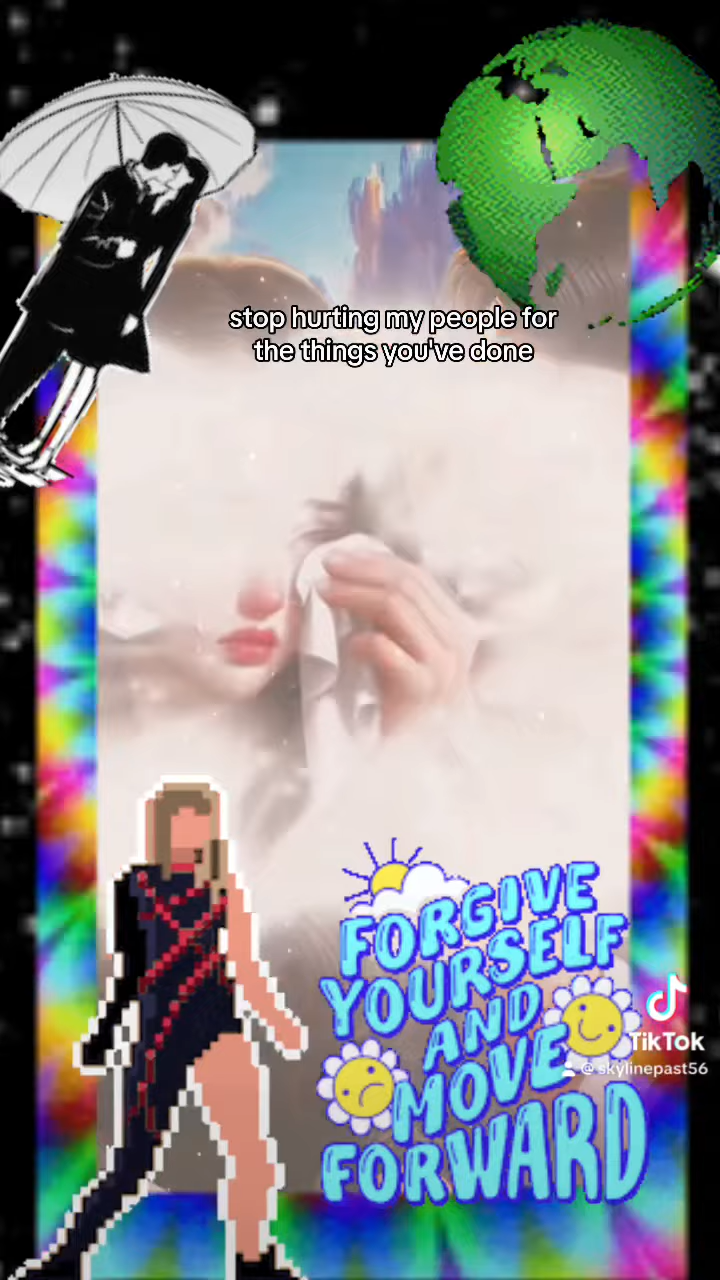 stop hurting my people for
the things you've done
FORGIVE
YOURSELF
AND
MOVE
FORWARD
TikTok
@skylinepast56